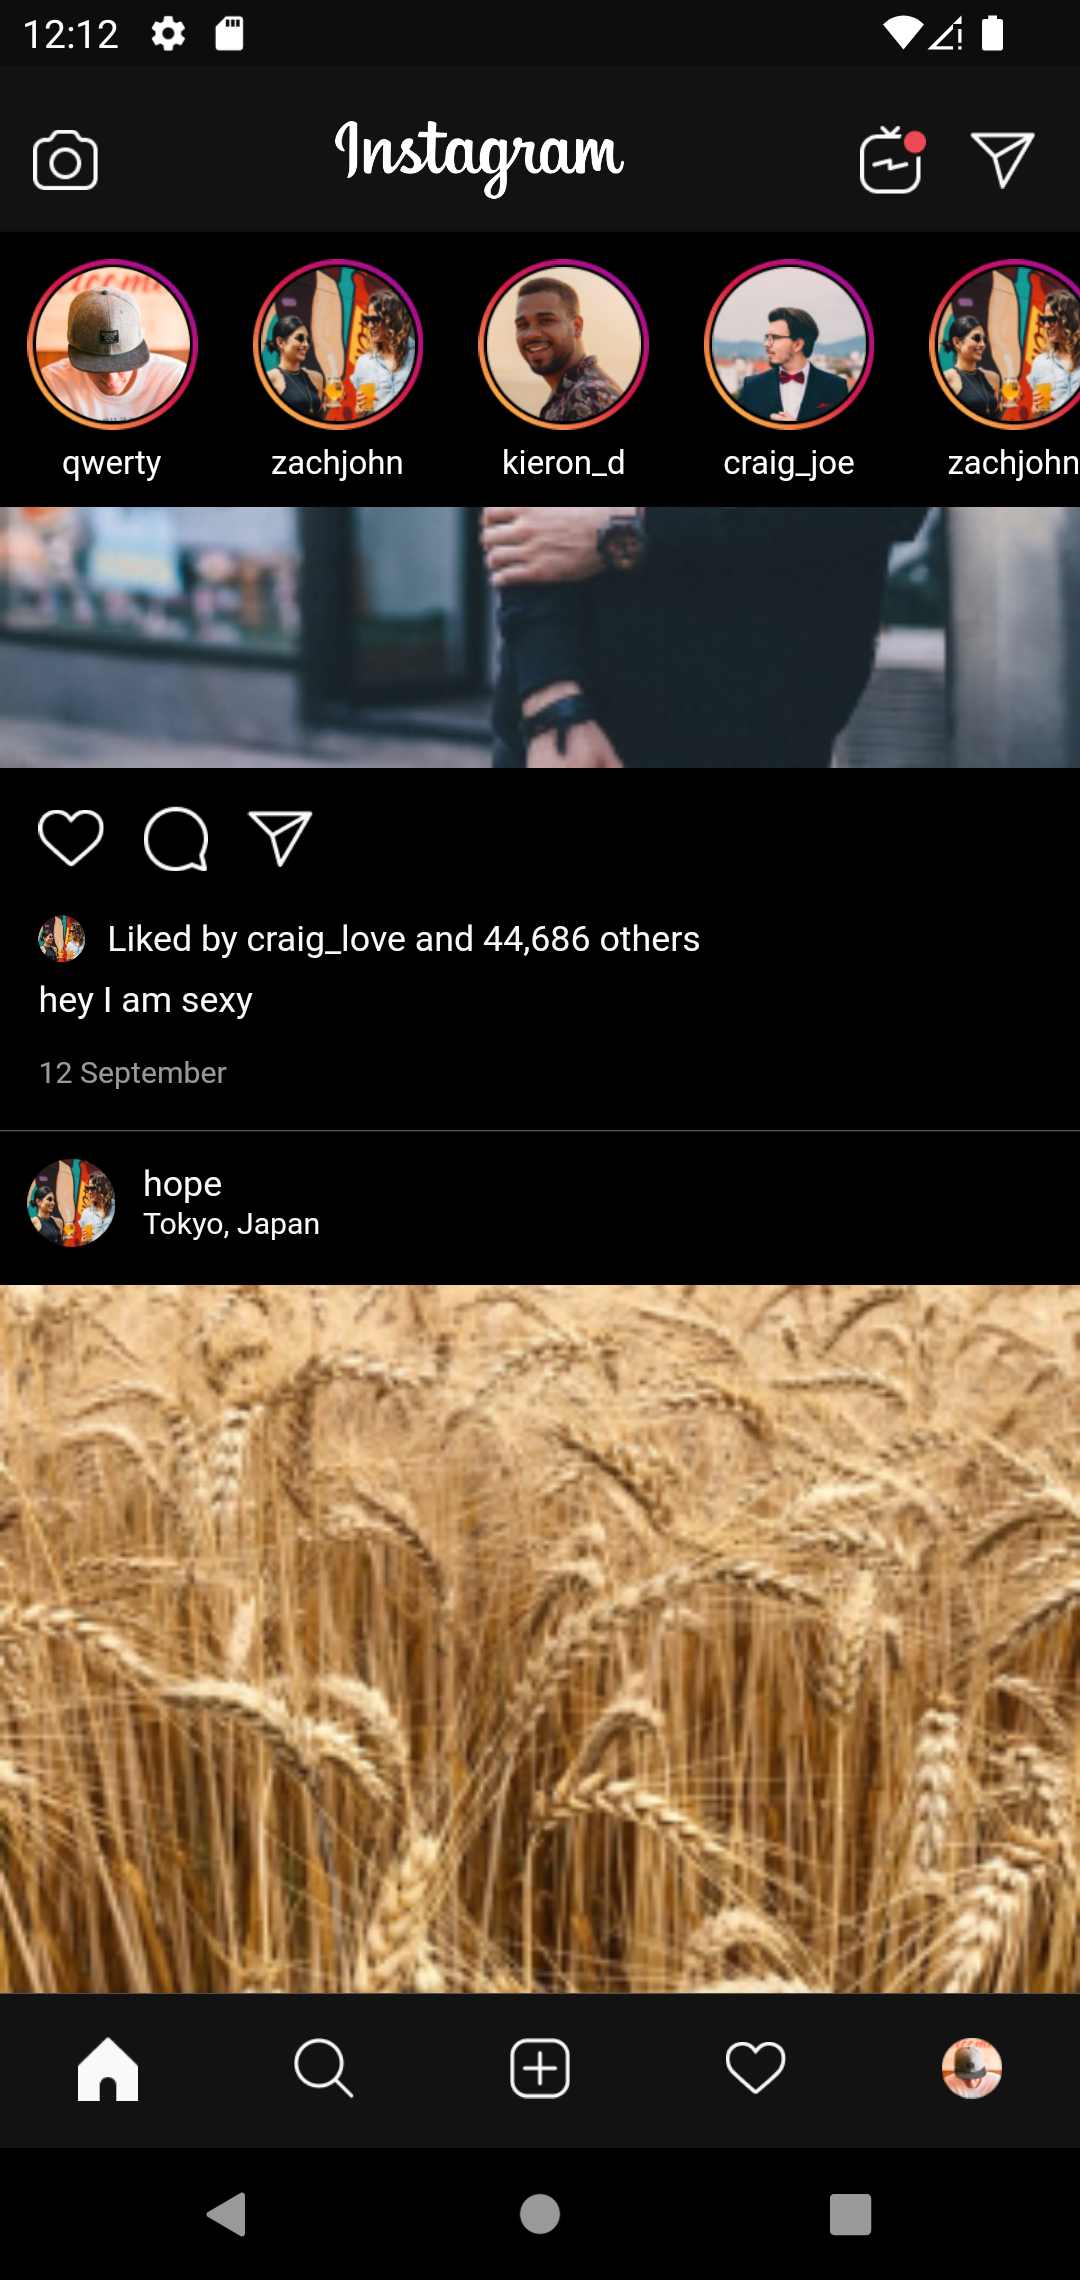 12:12
Instagram
qwerty
zachjohn
kieron_d
craig_joe
zachjohn
Liked by craig_love and 44,686 others
hey I am sexy
12 September
hope
Tokyo, Japan